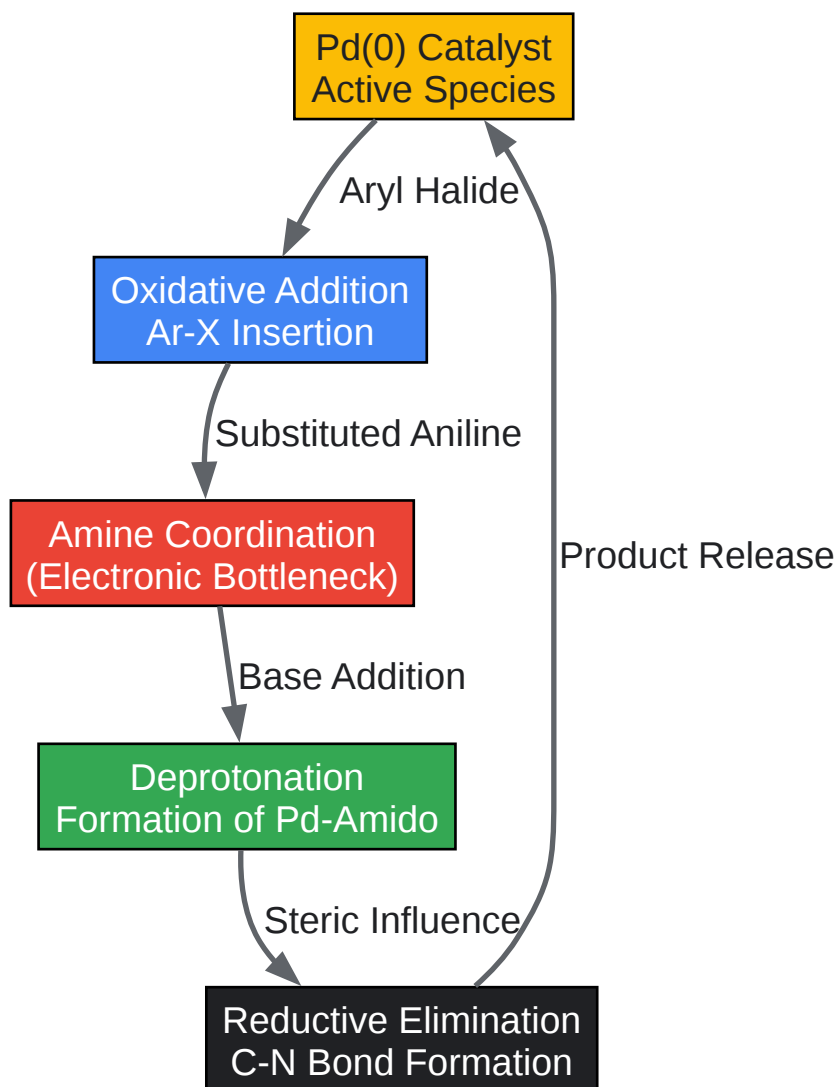 Pd(0) Catalyst
Active Species
Aryl Halide
Oxidative Addition
Ar-X Insertion
Substituted Aniline
Amine Coordination
(Electronic Bottleneck)
Product Release
Base Addition
Deprotonation
Formation of Pd-Amido
Steric Influence
Reductive Elimination
C-N Bond Formation